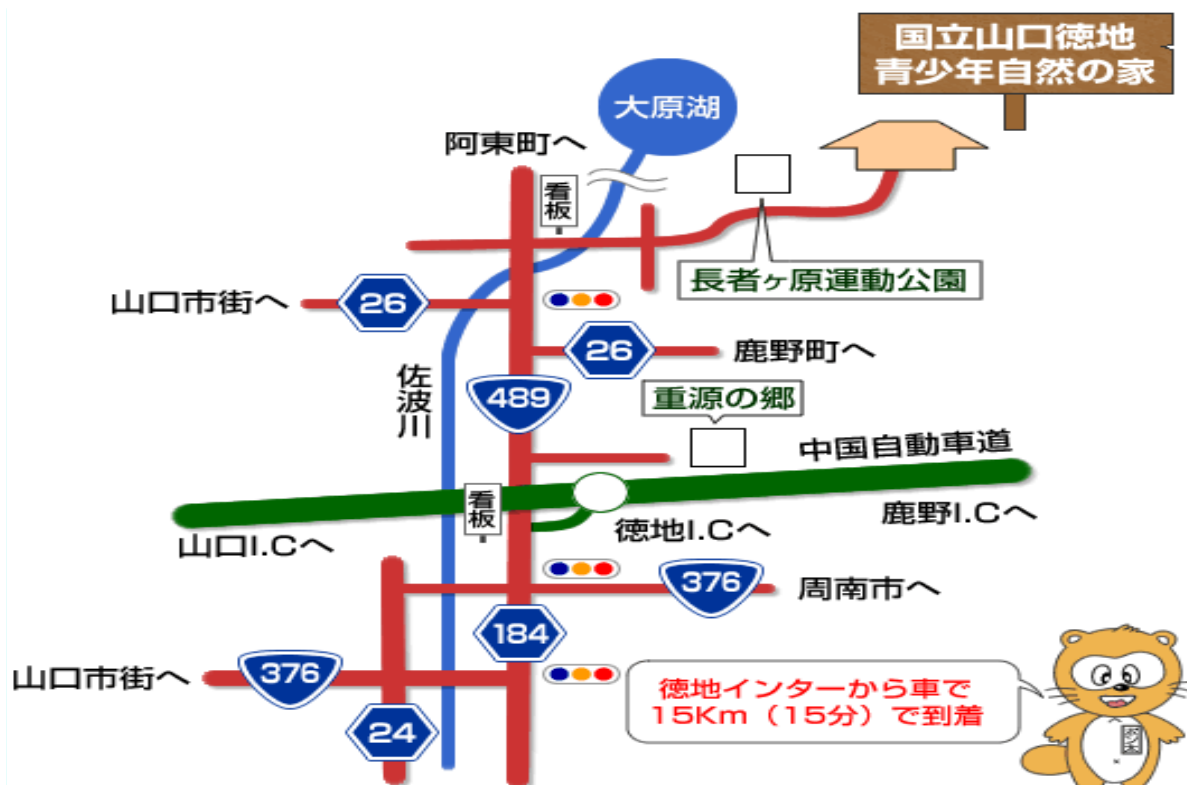 国立山口徳地
青少年自然の家
大原湖
阿東町へ
看板
長者ヶ原運動公園
山口市街へ
26
26
鹿野町へ
佐波川
489
重源の郷
中国自動車道
看板
山口I.Cへ
徳地I.Cへ
鹿野I.Cへ
376
周南市へ
184
山口市街へ
376
24
徳地インターから車で
15Km（15分）で到着